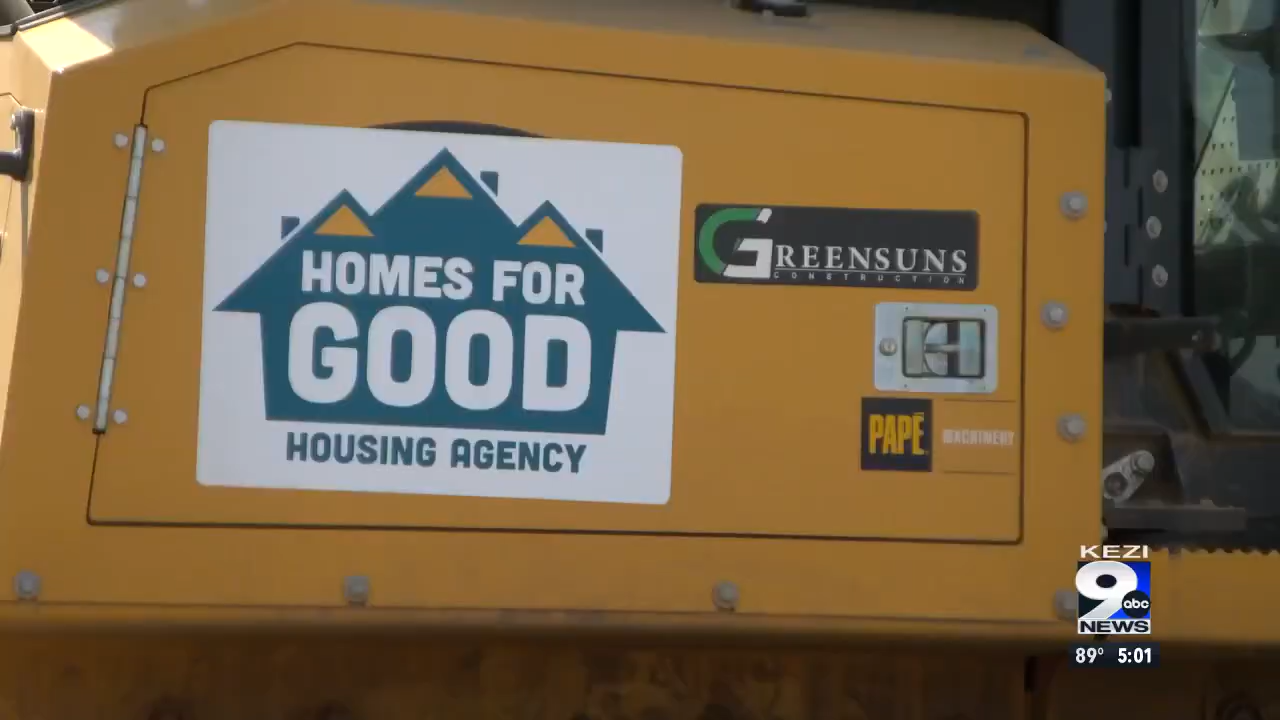 HOMES FOR
GOOD
HOUSING AGENCY
GREENSUNS
CONSTRUCTION
PAPÉ
MACHINERY
KEZI
9
abc
NEWS
89° 5:01